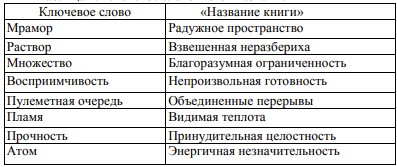 Ключевое слово «Название книги»
Мрамор Радужное пространство
Раствор Взвешенная неразбериха
Множество Благоразумная ограниченность
Восприимчивость Непроизвольная готовность
Пулеметная очередь Объединенные перерывы
Пламя Видимая теплота
Прочность Принудительная целостность
Атом Энергичная незначительность